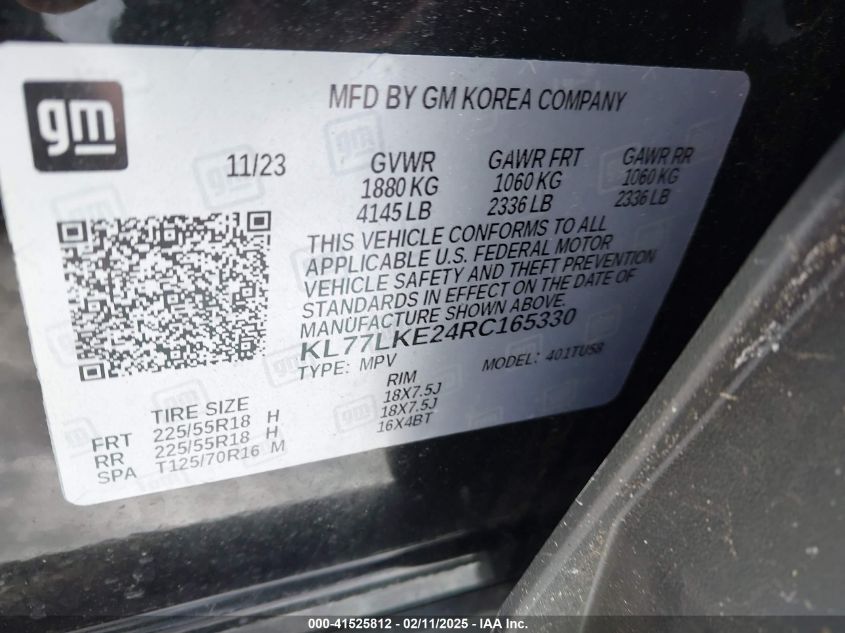 gm
MFD BY GM KOREA COMPANY
11/23
GVWR GAWR FRT GAWR RR
1880 KG 1060 KG 1060 KG
4145 LB 2336 LB 2336 LB
THIS VEHICLE CONFORMS TO ALL
APPLICABLE U.S. FEDERAL MOTOR
VEHICLE SAFETY AND THEFT PREVENTION
STANDARDS IN EFFECT ON THE DATE OF
MANUFACTURE SHOWN ABOVE.
KL77LKE24RC165330
TYPE: MPV MODEL: 401TU58
TIRE SIZE RIM
FRT 225/55R18 H 18X7.5J
RR 225/55R18 H 18X7.5J
SPA T125/70R16 M 16X4BT
000-41525812 - 02/11/2025 - IAA Inc.